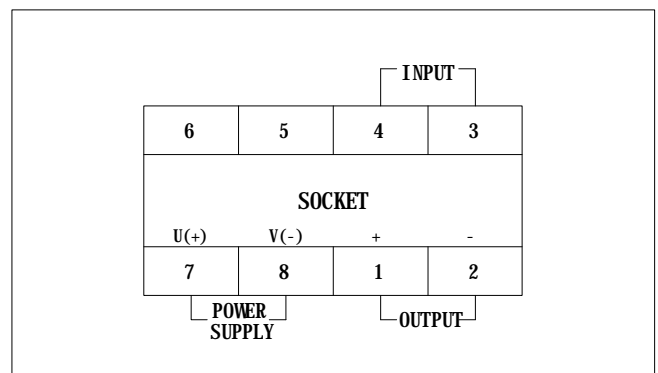 INPUT
6 5 4 3
SOCKET
U(+) V(-) + -
7 8 1 2
POWER
SUPPLY
OUTPUT